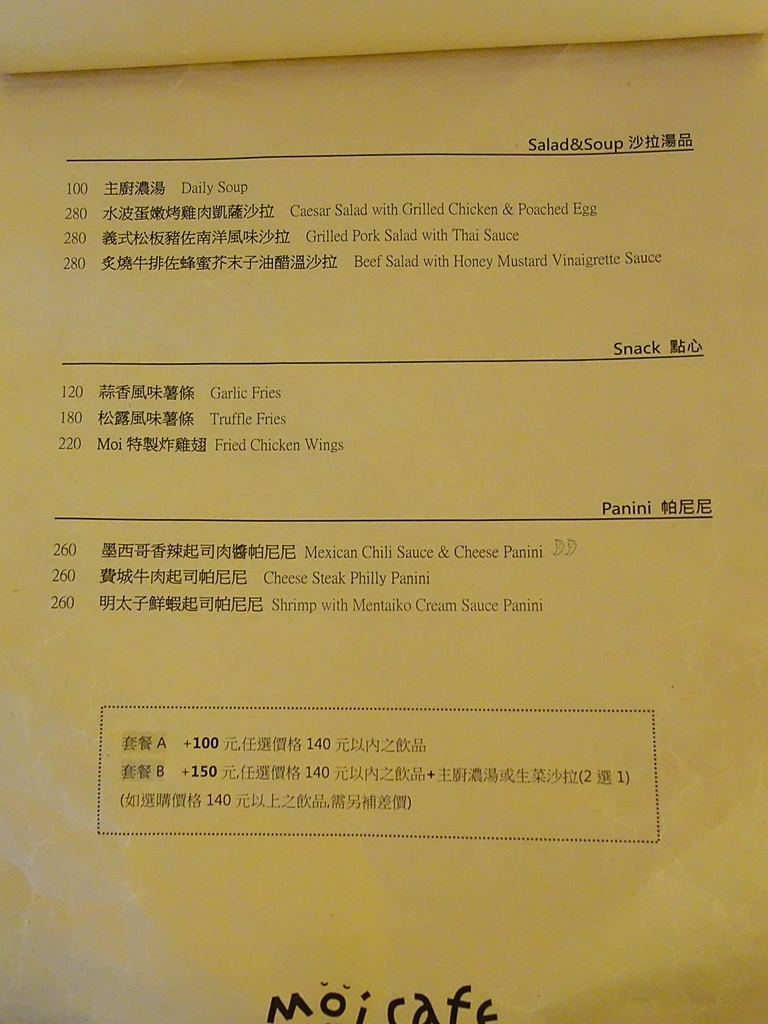 Salad&Soup 沙拉湯品
100 主廚濃湯 Daily Soup
280 水波蛋嫩烤雞肉凱薩沙拉 Caesar Salad with Grilled Chicken & Poached Egg
280 義式松板豬佐南洋風味沙拉 Grilled Pork Salad with Thai Sauce
280 炙燒牛排佐蜂蜜芥末子油醋溫沙拉 Beef Salad with Honey Mustard Vinaigrette Sauce
Snack 點心
120 蒜香風味薯條 Garlic Fries
180 松露風味薯條 Truffle Fries
220 Moi 特製炸雞翅 Fried Chicken Wings
Panini 帕尼尼
260 墨西哥香辣起司肉醬帕尼尼 Mexican Chili Sauce & Cheese Panini
260 費城牛肉起司帕尼尼 Cheese Steak Philly Panini
260 明太子鮮蝦起司帕尼尼 Shrimp with Mentaiko Cream Sauce Panini
套餐 A +100 元,任選價格 140 元以內之飲品
套餐 B +150 元,任選價格 140 元以內之飲品+主廚濃湯或生菜沙拉(2 選 1)
(如選購價格 140 元以上之飲品,需另補差價)
moi cafe